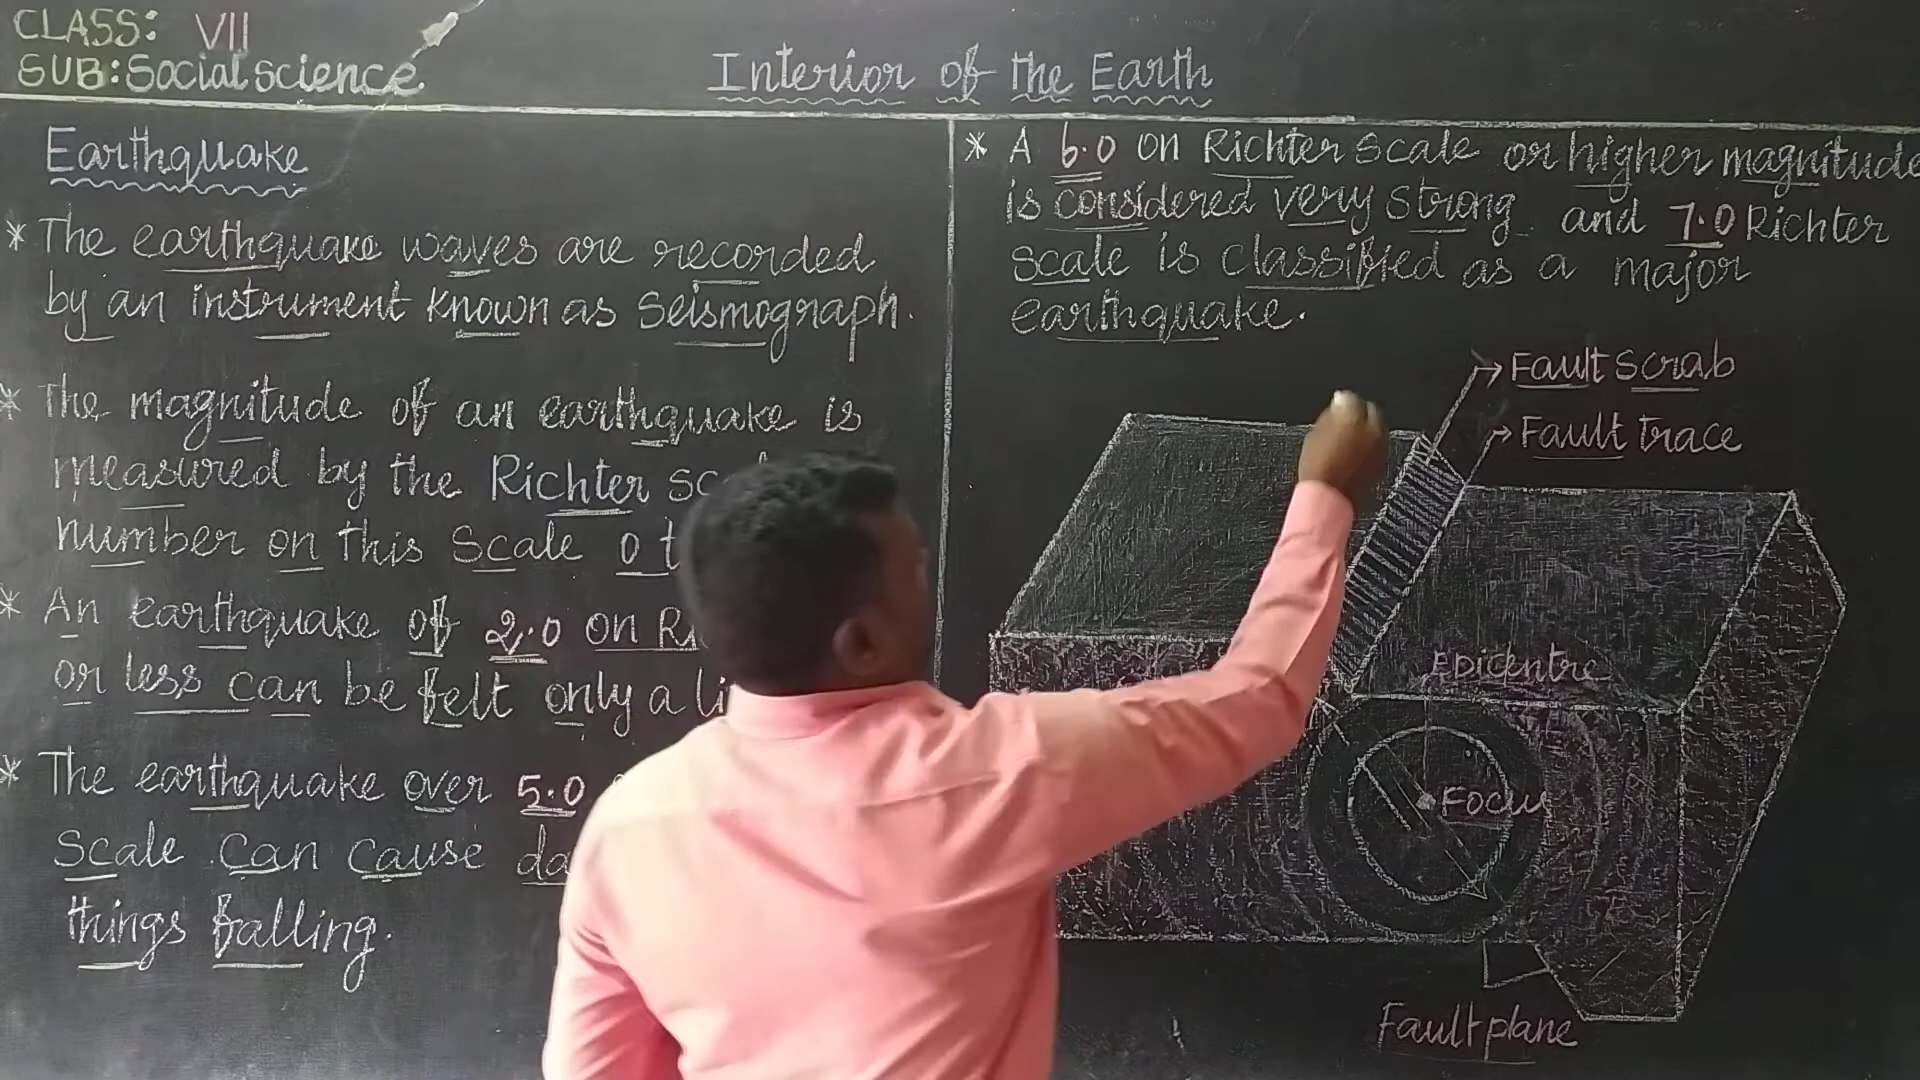 CLASS: VII
SUB: Social science
Interior of the Earth
Earthquake
* The earthquake waves are recorded
by an instrument known as Seismograph.
* The magnitude of an earthquake is
measured by the Richter
number on this Scale 0
* An earthquake of 2.0 on
or less can be felt only a
* The earthquake over 5.0
Scale can cause
things falling.
* A 6.0 on Richter Scale or higher magnitude
is considered very strong and 7.0 Richter
Scale is classified as a major
earthquake.
Fault Scrab
Fault trace
Epicentre
Focus
Fault plane